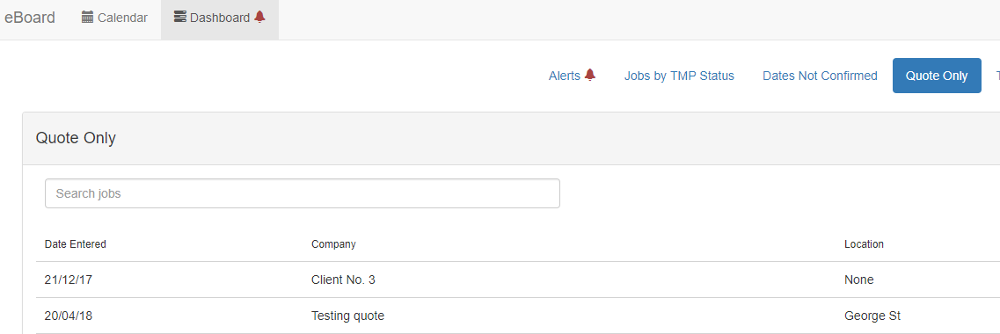 eBoard Calendar Dashboard
Alerts Jobs by TMP Status Dates Not Confirmed Quote Only
Quote Only
Search jobs
Date Entered Company Location
21/12/17 Client No. 3 None
20/04/18 Testing quote George St